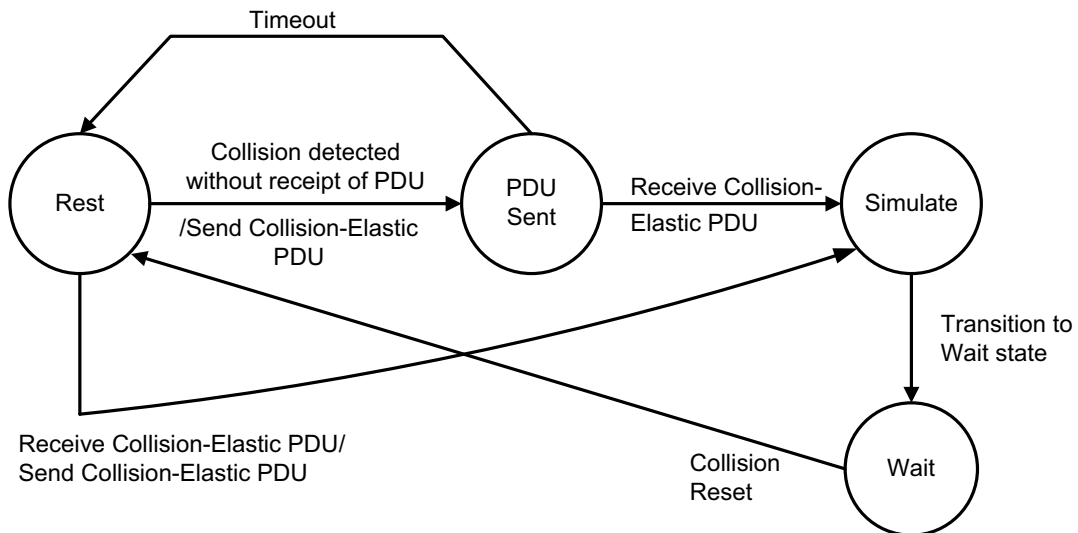 Timeout
Collision detected
without receipt of PDU
/Send Collision-Elastic
PDU
Rest
PDU
Sent
Receive Collision-
Elastic PDU
Simulate
Transition to
Wait state
Receive Collision-Elastic PDU/
Send Collision-Elastic PDU
Collision
Reset
Wait